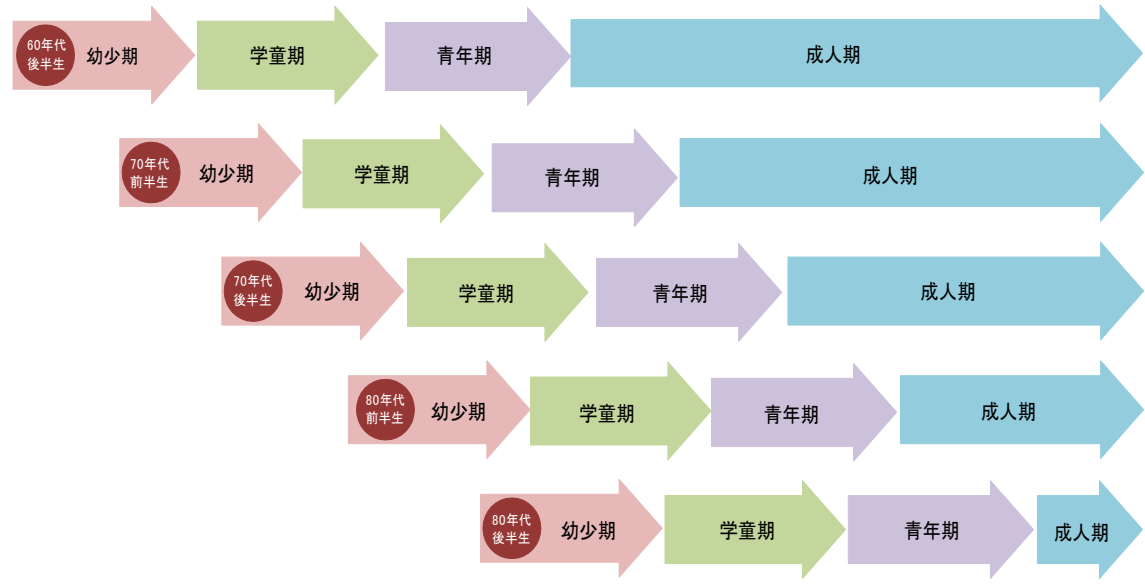 60年代
後半生
幼少期
学童期
青年期
成人期
70年代
前半生
幼少期
学童期
青年期
成人期
70年代
後半生
幼少期
学童期
青年期
成人期
80年代
前半生
幼少期
学童期
青年期
成人期
80年代
後半生
幼少期
学童期
青年期
成人期